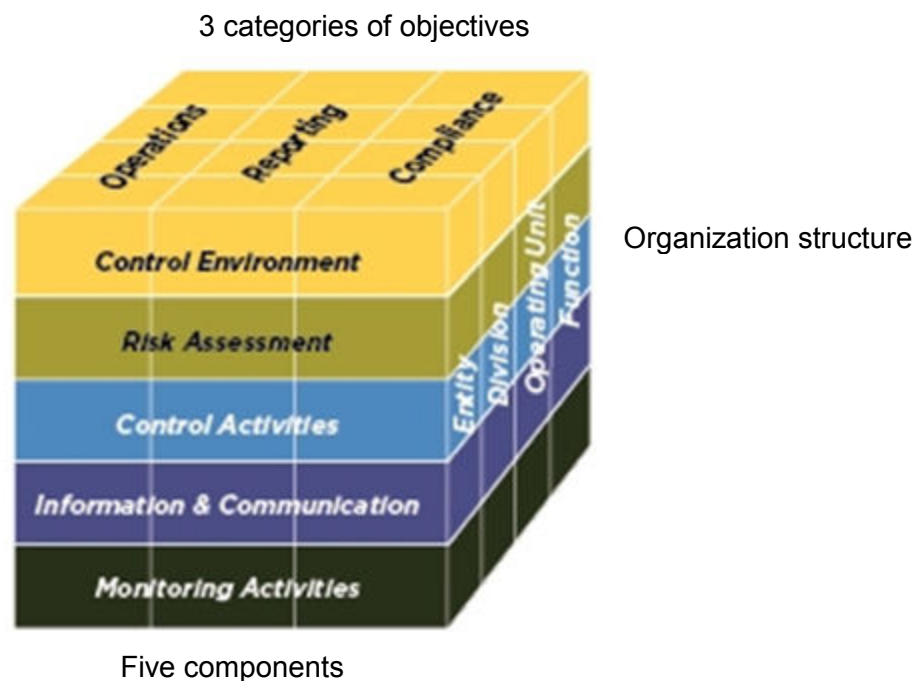 3 categories of objectives
Operations
Reporting
Compliance
Control Environment
Risk Assessment
Control Activities
Information & Communication
Monitoring Activities
Entity
Division
Operating Unit
Function
Organization structure
Five components